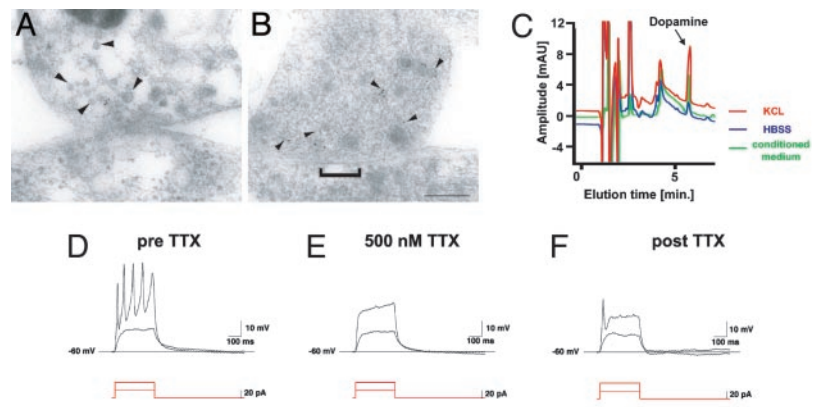 A
B
C
Dopamine
Amplitude [mAU]
12
8
4
0
-4
0
5
Elution time [min.]
KCL
HBSS
conditioned
medium
D
pre TTX
10 mV
100 ms
-60 mV
20 pA
E
500 nM TTX
10 mV
100 ms
-60 mV
20 pA
F
post TTX
10 mV
100 ms
-60 mV
20 pA